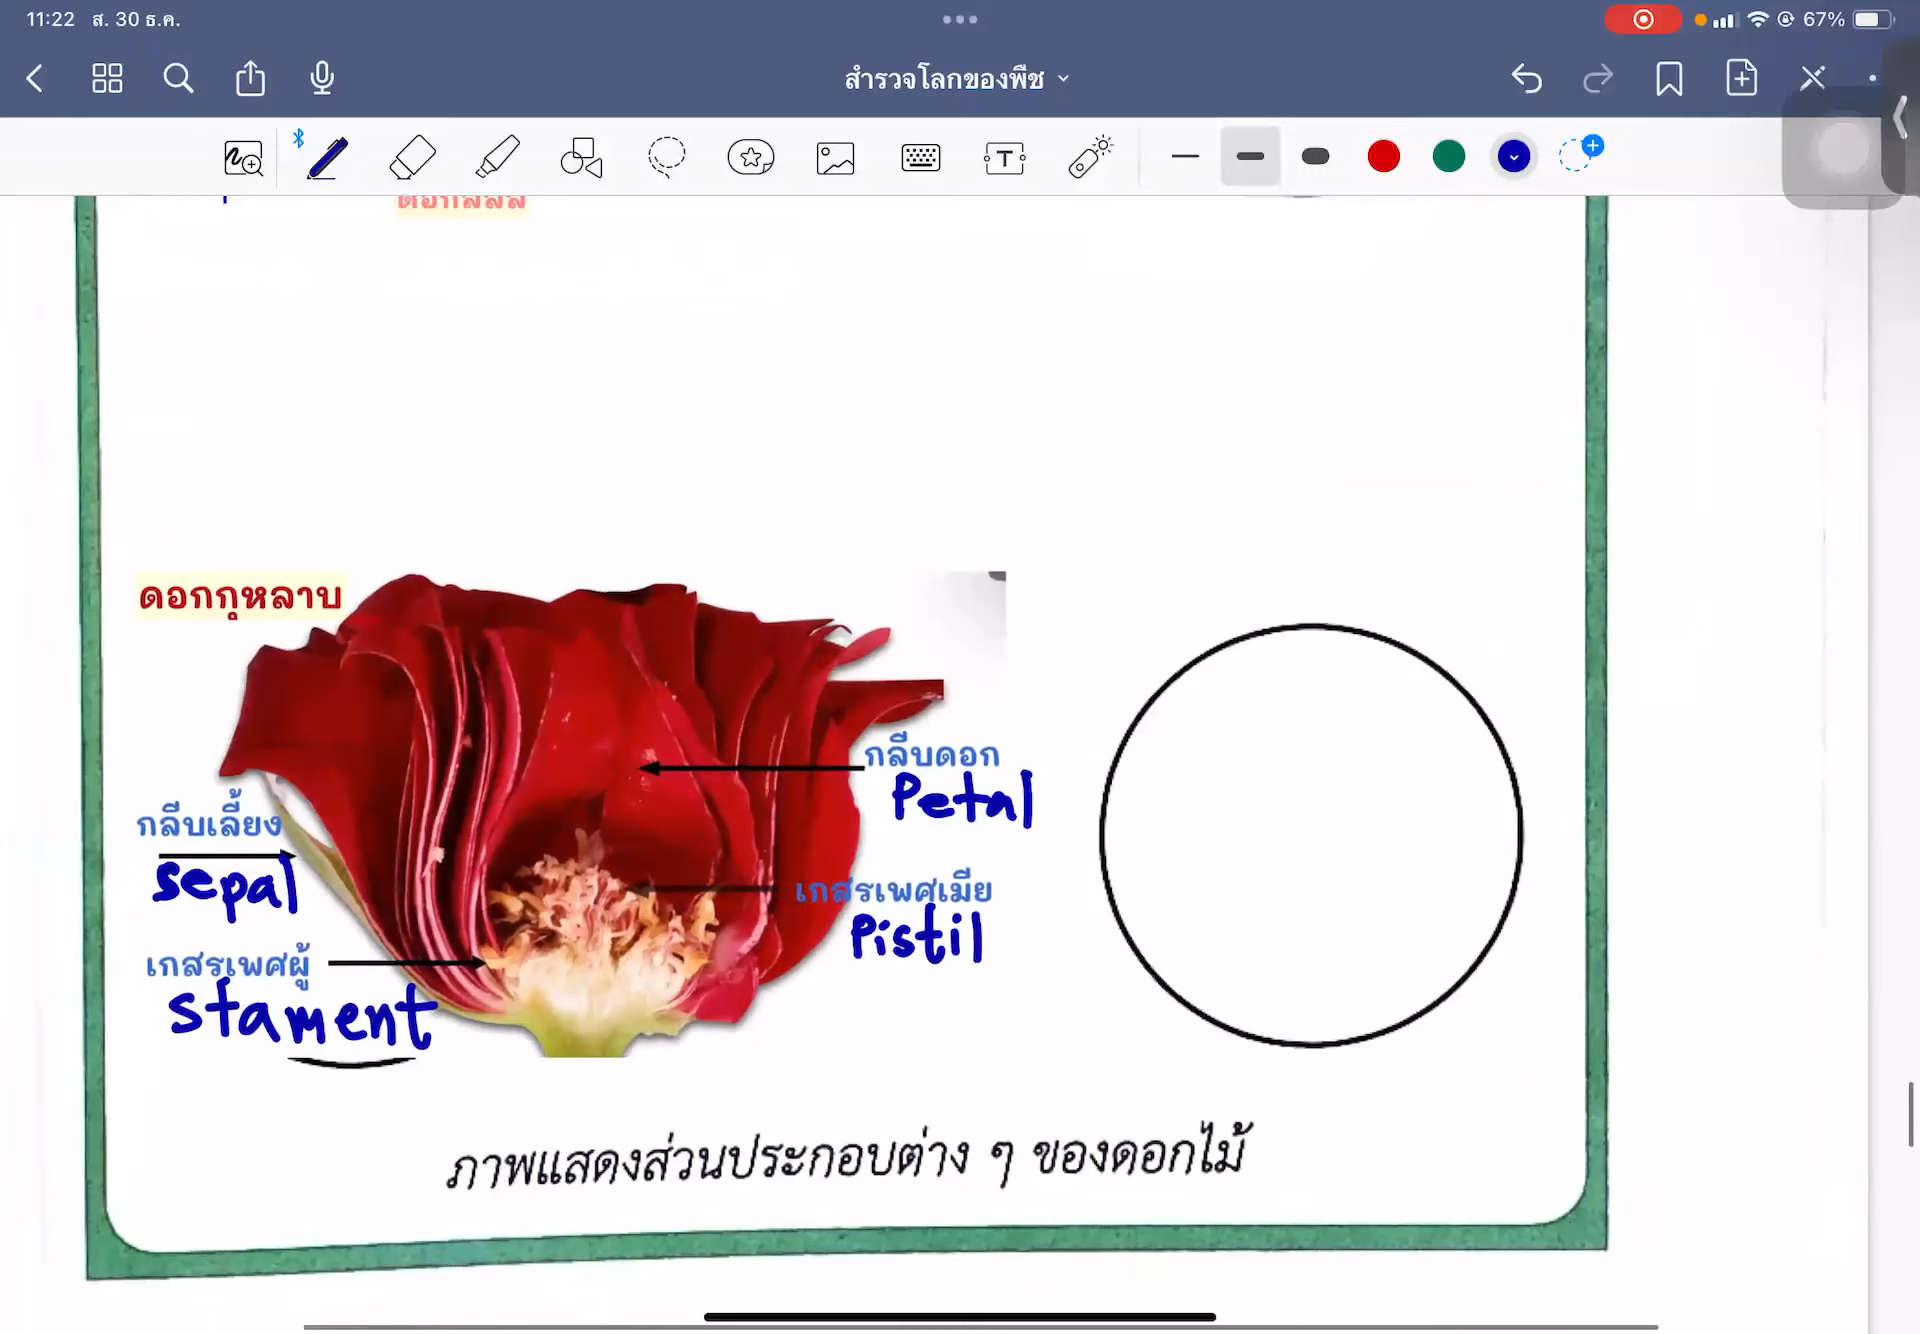 11:22 ส. 30 ธ.ค.
67%
สำรวจโลกของพืช
ดอกกุหลาบ
กลีบดอก
Petal
กลีบเลี้ยง
sepal
เกสรเพศเมีย
Pistil
เกสรเพศผู้
stament
ภาพแสดงส่วนประกอบต่าง ๆ ของดอกไม้